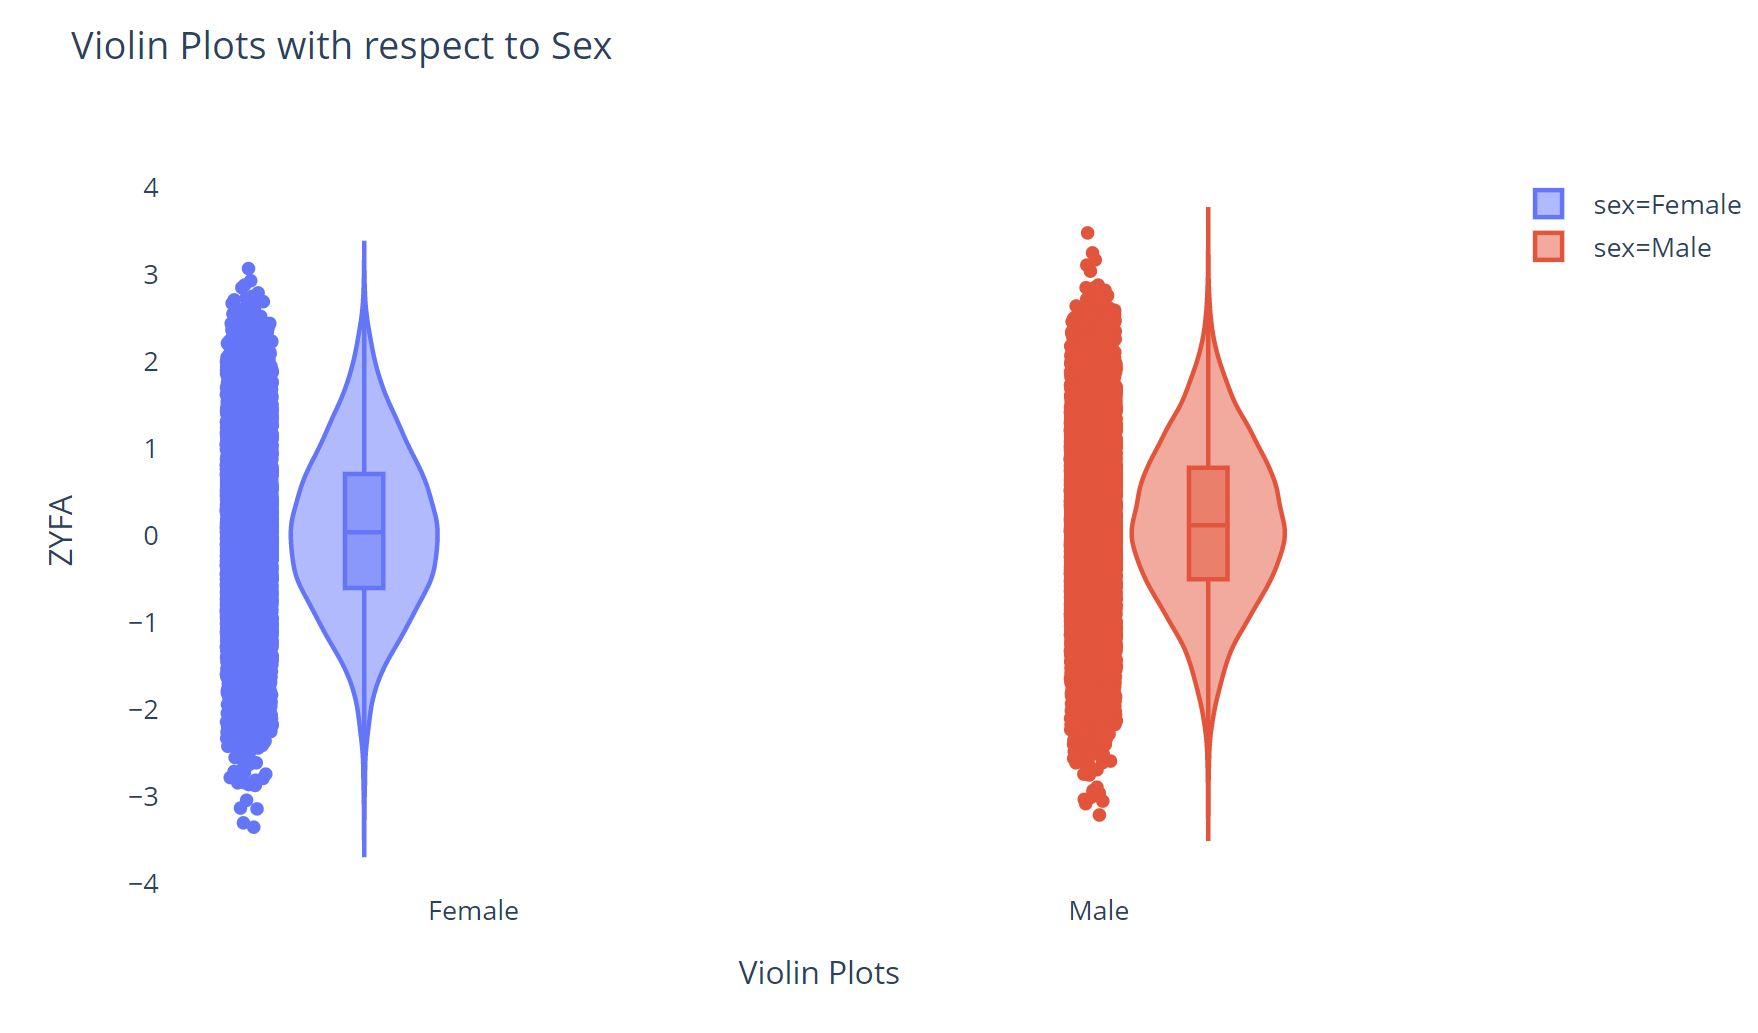 Violin Plots with respect to Sex
4
3
2
1
0
−1
−2
−3
−4
ZYFA
Female
Male
Violin Plots
sex=Female
sex=Male